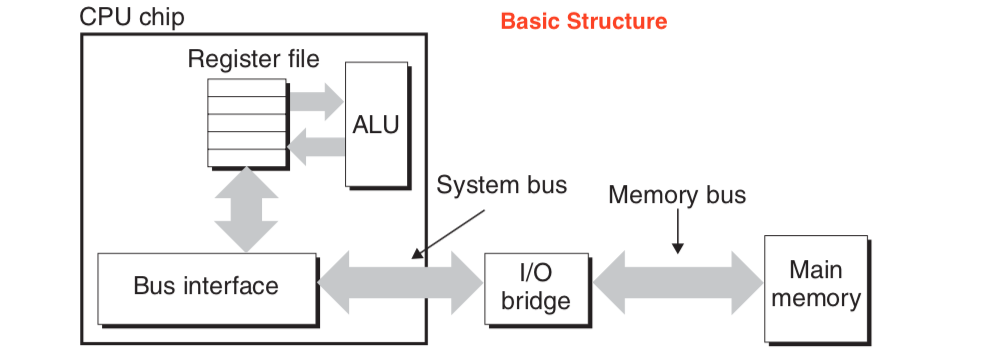 CPU chip
Basic Structure
Register file
ALU
System bus
Memory bus
Bus interface
I/O
bridge
Main
memory